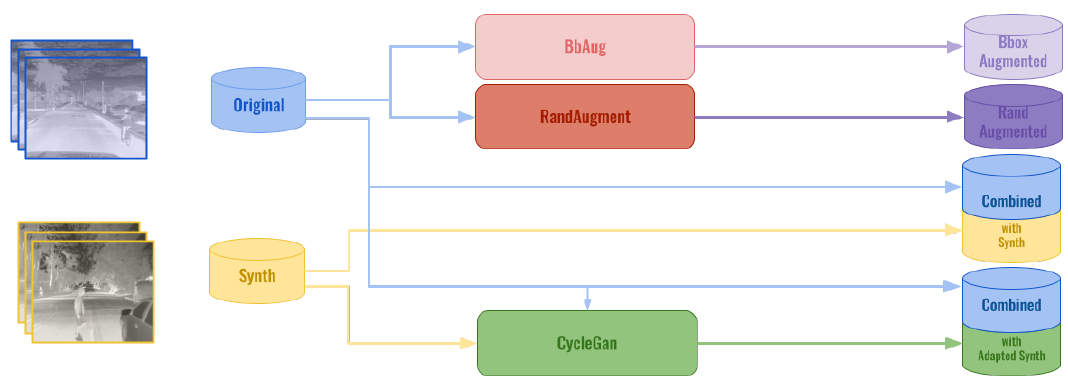 BbAug
Bbox
Augmented
Original
RandAugment
Rand
Augmented
Combined
with
Synth
Synth
Combined
CycleGan
with
Adapted Synth